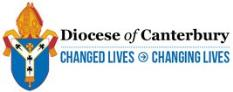 Diocese of Canterbury
CHANGED LIVES → CHANGING LIVES